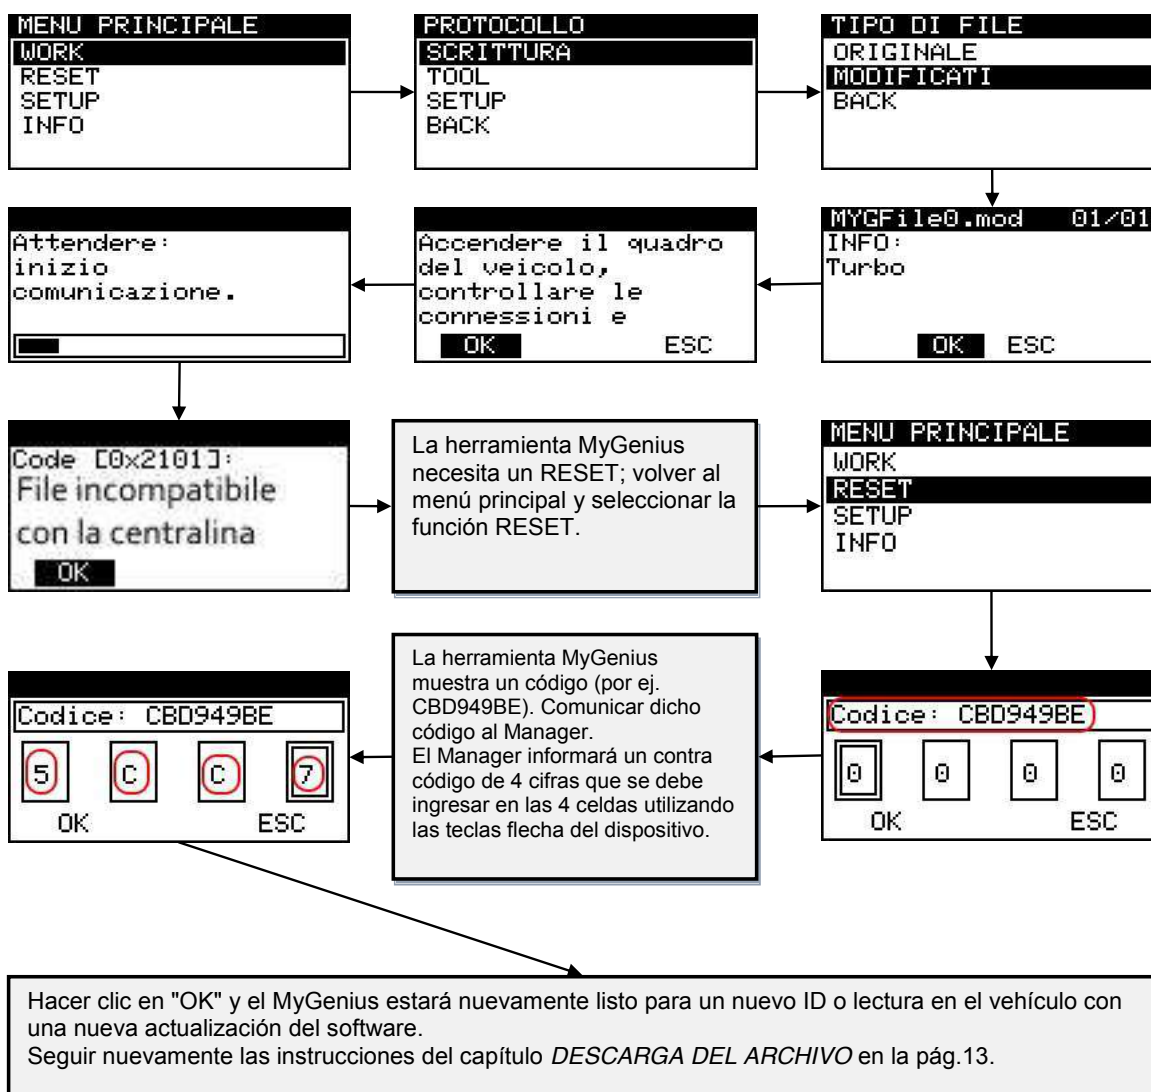 MENU PRINCIPALE
WORK
RESET
SETUP
INFO
PROTOCOLLO
SCRITTURA
TOOL
SETUP
BACK
TIPO DI FILE
ORIGINALE
MODIFICATI
BACK
MYGFile0.mod 01/01
INFO:
Turbo
OK ESC
Accendere il quadro
del veicolo,
controllare le
connessioni e
OK ESC
Attendere:
inizio
comunicazione.
Code [0x2101]:
File incompatibile
con la centralina
OK
La herramienta MyGenius
necesita un RESET; volver al
menú principal y seleccionar la
función RESET.
MENU PRINCIPALE
WORK
RESET
SETUP
INFO
Codice: CBD949BE
0 0 0 0
OK ESC
La herramienta MyGenius
muestra un código (por ej.
CBD949BE). Comunicar dicho
código al Manager.
El Manager informará un contra
código de 4 cifras que se debe
ingresar en las 4 celdas utilizando
las teclas flecha del dispositivo.
Codice: CBD949BE
5 C C 7
OK ESC
Hacer clic en "OK" y el MyGenius estará nuevamente listo para un nuevo ID o lectura en el vehículo con
una nueva actualización del software.
Seguir nuevamente las instrucciones del capítulo DESCARGA DEL ARCHIVO en la pág.13.